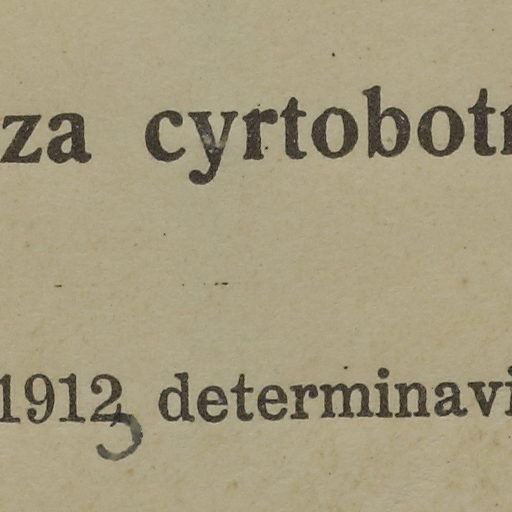 za cyrtobotr
1912 determinavi